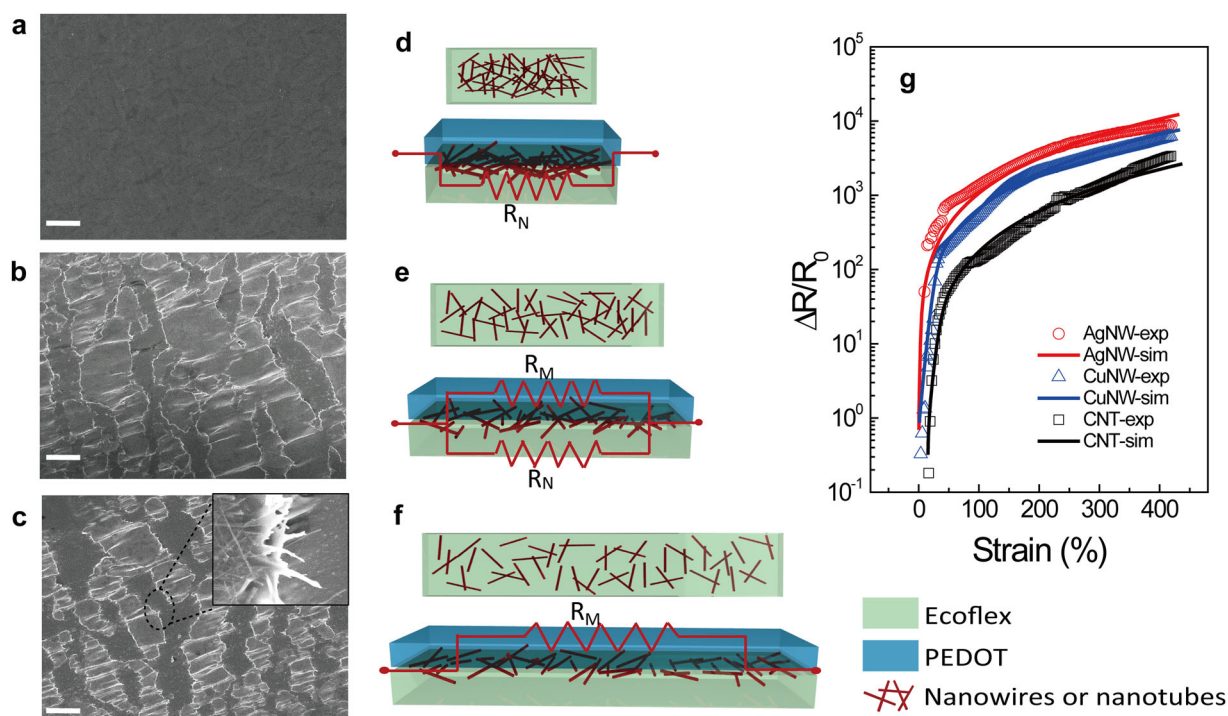 a
b
c
d
R_N
e
R_M
R_N
f
R_M
g
ΔR/R_0
10^5
10^4
10^3
10^2
10^1
10^0
10^-1
0 100 200 300 400
Strain (%)
AgNW-exp
AgNW-sim
CuNW-exp
CuNW-sim
CNT-exp
CNT-sim
Ecoflex
PEDOT
Nanowires or nanotubes